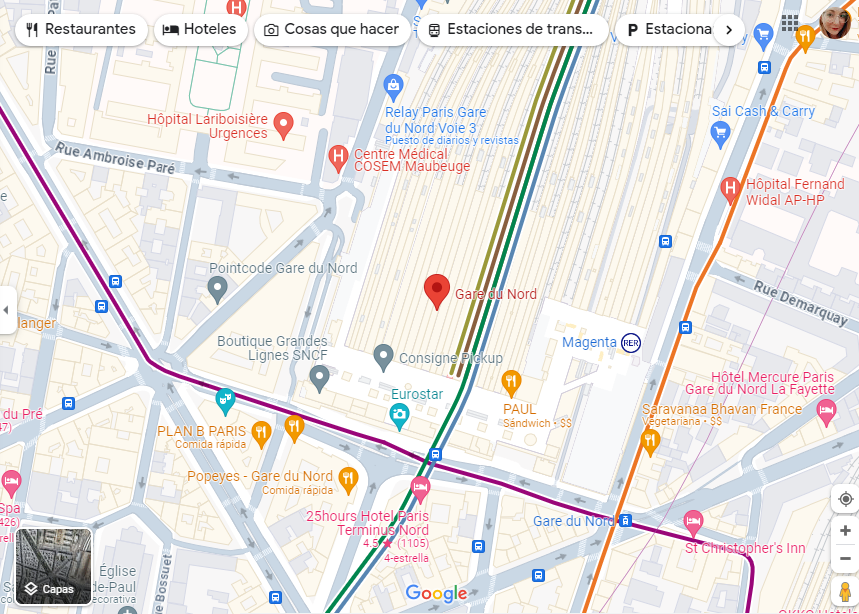 Restaurantes
Hoteles
Cosas que hacer
Estaciones de trans...
P Estaciona
Relay Paris Gare
du Nord Voie 3
Puesto de diarios y revistas
Sai Cash & Carry
Hôpital Lariboisière
Urgences
Rue Ambroise Paré
Centre Médical
COSEM Maubeuge
Hôpital Fernand
Widal AP-HP
Pointcode Gare du Nord
Gare du Nord
Rue Demarquay
langer
Boutique Grandes
Lignes SNCF
Consigne Pickup
Magenta
RER
Hôtel Mercure Paris
Gare du Nord La Fayette
Eurostar
PAUL
Sándwich · $$
Saravanaa Bhavan France
Vegetariana · $$
du Pré
47)
PLAN B PARIS
Comida rápida
Popeyes - Gare du Nord
Comida rápida
Spa
426)
25hours Hotel Paris
Terminus Nord
4.5 ★ (1105)
4-estrella
Gare du Nord
St Christopher's Inn
Église
de-Paul
Capas
Rue Bossuet
Google